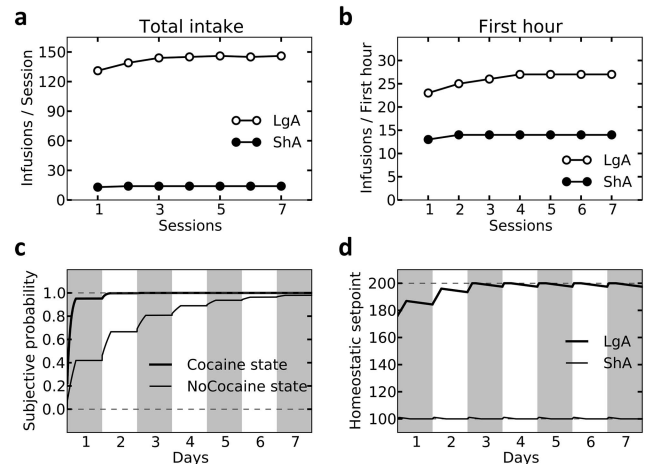 a
Total intake
Infusions / Session
150
120
90
60
30
0
LgA
ShA
1 3 5 7
Sessions
b
First hour
Infusions / First hour
30
25
20
15
10
5
0
LgA
ShA
1 2 3 4 5 6 7
Sessions
c
Subjective probability
1.0
0.8
0.6
0.4
0.2
0.0
Cocaine state
NoCocaine state
1 2 3 4 5 6 7
Days
d
Homeostatic setpoint
200
180
160
140
120
100
LgA
ShA
1 2 3 4 5 6 7
Days